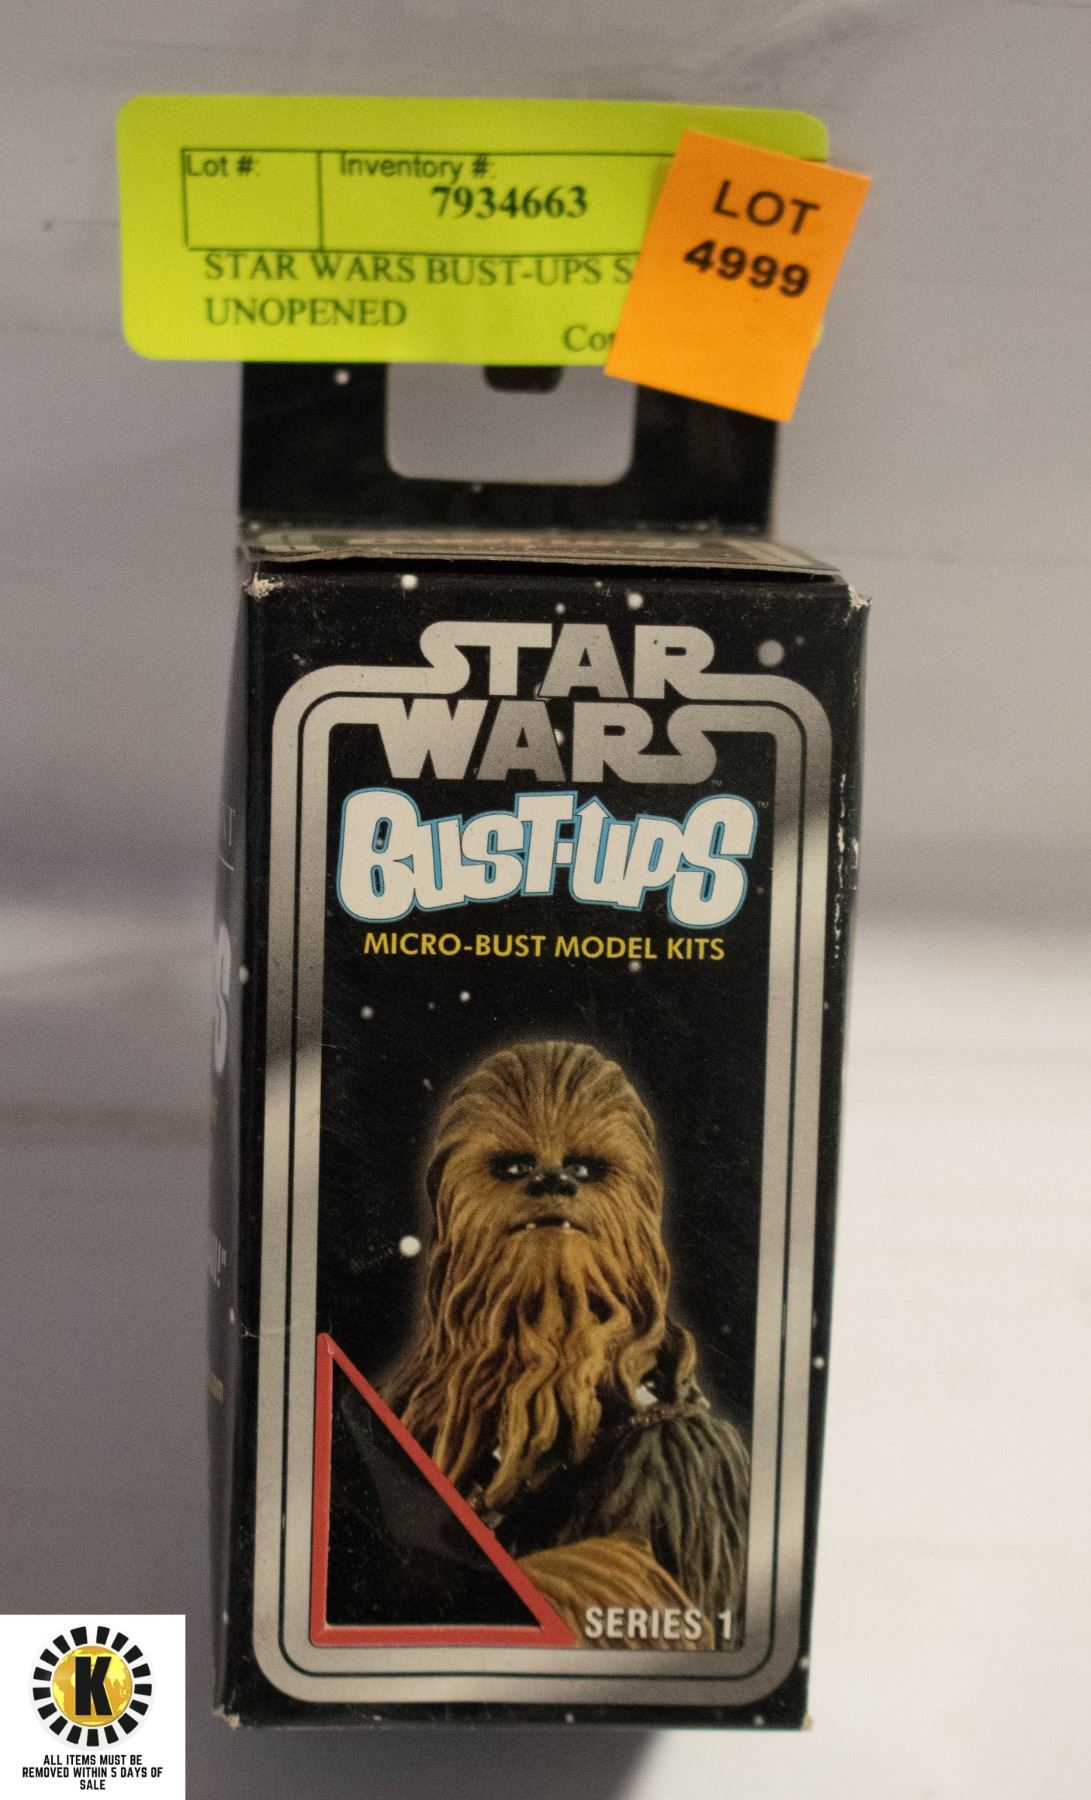 Lot #:
Inventory #:
7934663
STAR WARS BUST-UPS
UNOPENED
LOT
4999
STAR
WARS
BUST-UPS
MICRO-BUST MODEL KITS
SERIES 1
K
ALL ITEMS MUST BE
REMOVED WITHIN 5 DAYS OF
SALE